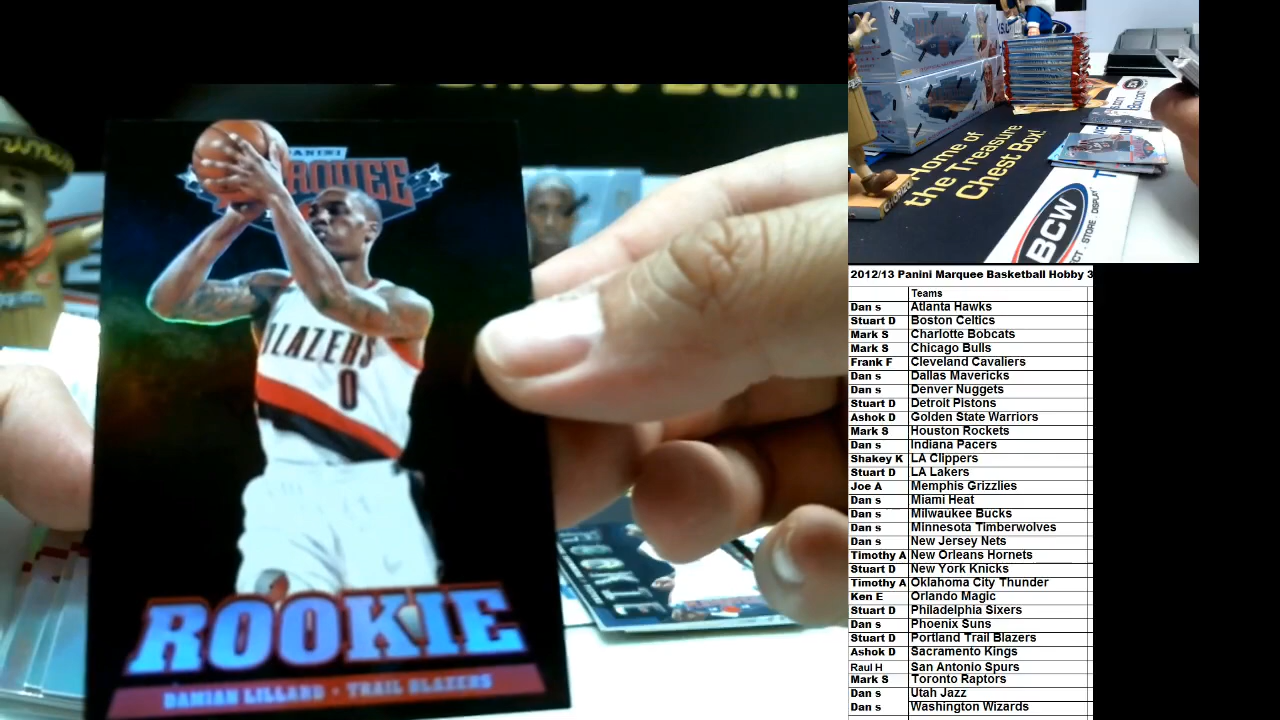 Chest Box!
PANINI
MARQUEE
BLAZERS
0
ROOKIE
DAMIAN LILLARD • TRAIL BLAZERS
ROOKIE
Home of
the Treasure
Chest Box!
BCW
2012/13 Panini Marquee Basketball Hobby 3
Teams
Dan s Atlanta Hawks
Stuart D Boston Celtics
Mark S Charlotte Bobcats
Mark S Chicago Bulls
Frank F Cleveland Cavaliers
Dan s Dallas Mavericks
Dan s Denver Nuggets
Stuart D Detroit Pistons
Ashok D Golden State Warriors
Mark S Houston Rockets
Dan s Indiana Pacers
Shakey K LA Clippers
Stuart D LA Lakers
Joe A Memphis Grizzlies
Dan s Miami Heat
Dan s Milwaukee Bucks
Dan s Minnesota Timberwolves
Dan s New Jersey Nets
Timothy A New Orleans Hornets
Stuart D New York Knicks
Timothy A Oklahoma City Thunder
Ken E Orlando Magic
Stuart D Philadelphia Sixers
Dan s Phoenix Suns
Stuart D Portland Trail Blazers
Ashok D Sacramento Kings
Raul H San Antonio Spurs
Mark S Toronto Raptors
Dan s Utah Jazz
Dan s Washington Wizards